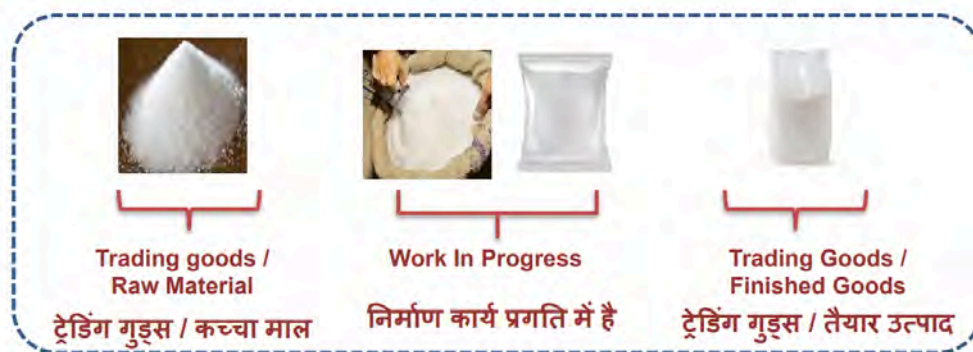 Trading goods /
Raw Material
ट्रेडिंग गुड्स / कच्चा माल
Work In Progress
निर्माण कार्य प्रगति में है
Trading Goods /
Finished Goods
ट्रेडिंग गुड्स / तैयार उत्पाद